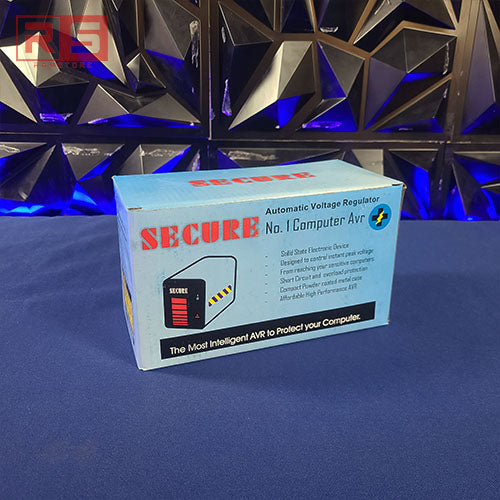 RS
SECURE
Automatic Voltage Regulator
SECURE No. 1 Computer Avr
- Solid State Electronic Device
- Designed to control instant peak voltage
- From reaching your sensitive computers
- Short Circuit and overload protection
- Compact Powder coated metal case
- Affordable High Performance AVR
SECURE
The Most Intelligent AVR to Protect your Computer.